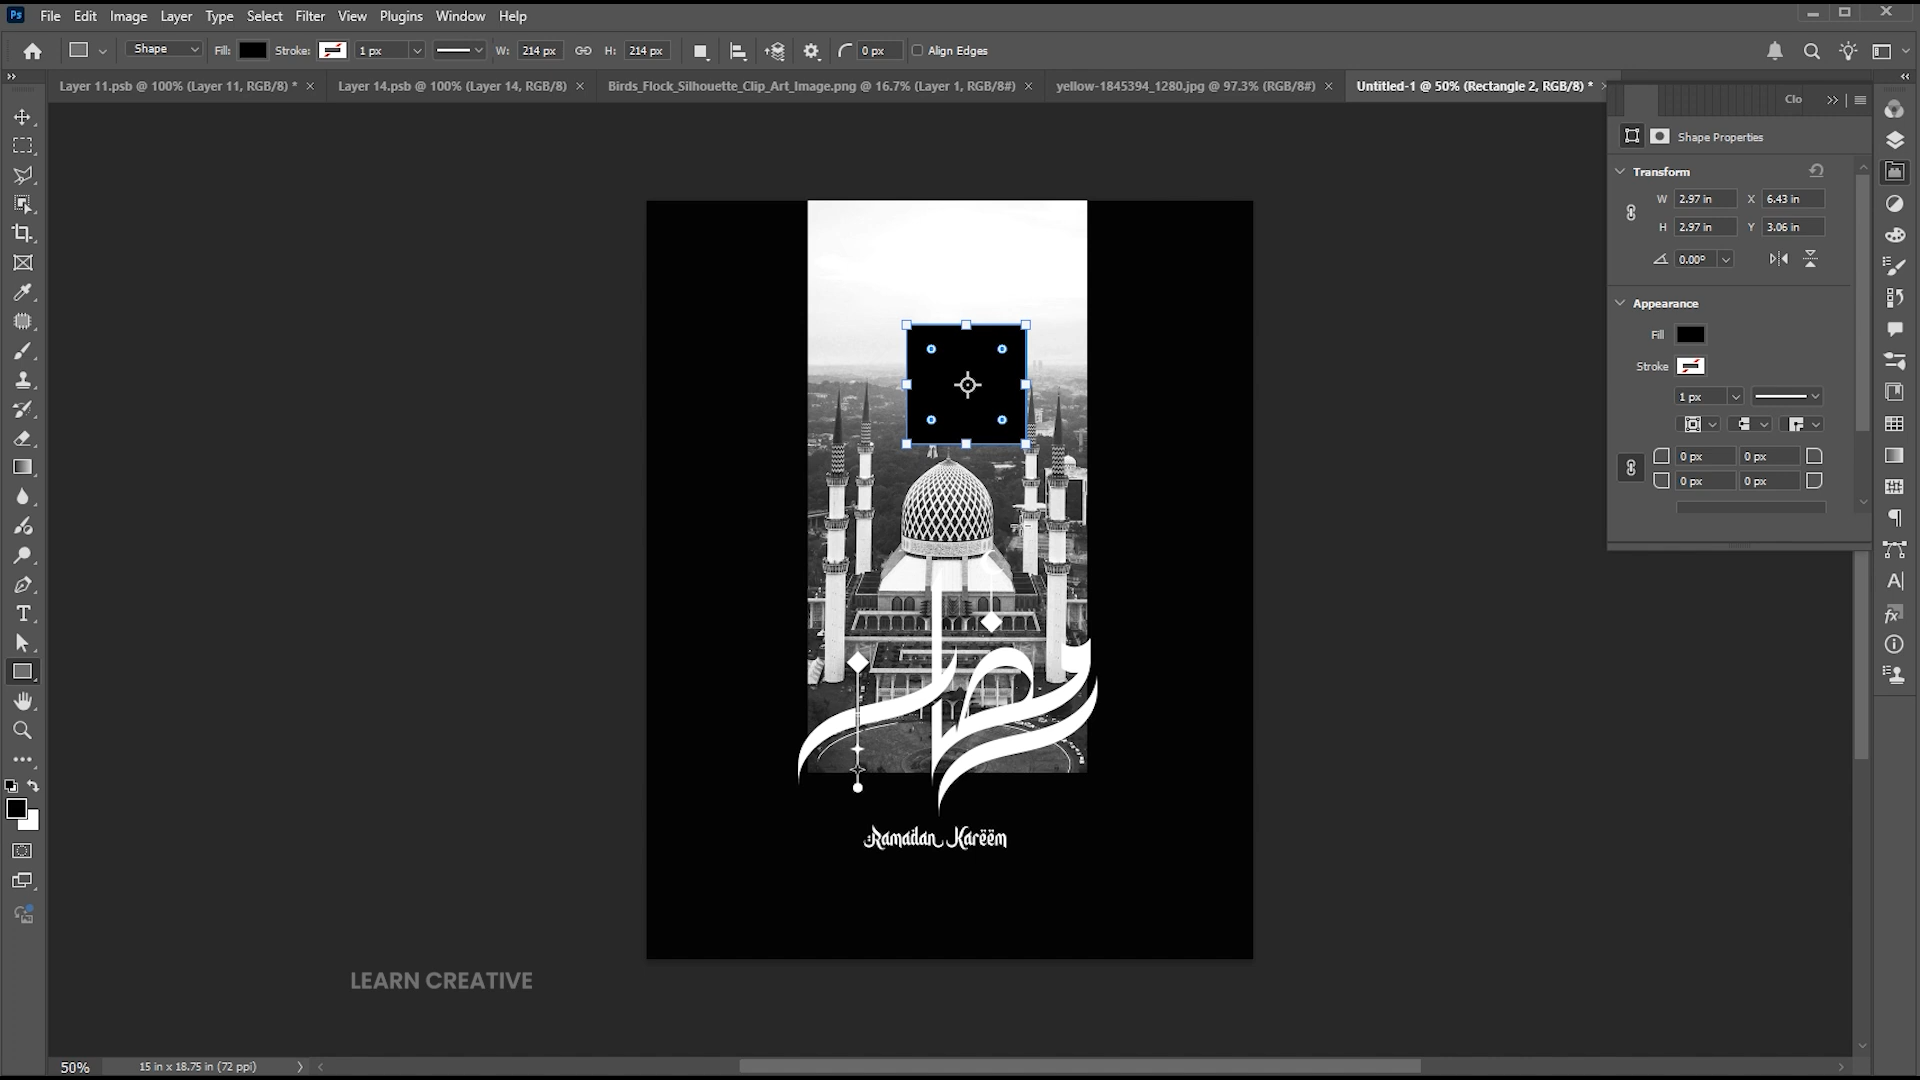 Ps File Edit Image Layer Type Select Filter View Plugins Window Help
Shape Fill: Stroke: 1 px W: 214 px H: 214 px 0 px Align Edges
Layer 11.psb @ 100% (Layer 11, RGB/8) * × Layer 14.psb @ 100% (Layer 14, RGB/8) × Birds_Flock_Silhouette_Clip_Art_Image.png @ 16.7% (Layer 1, RGB/8#) × yellow-1845394_1280.jpg @ 97.3% (RGB/8#) × Untitled-1 @ 50% (Rectangle 2, RGB/8) *
Clo
Shape Properties
Transform
W 2.97 in X 6.43 in
H 2.97 in Y 3.06 in
0.00°
Appearance
Fill
Stroke
1 px
0 px 0 px
0 px 0 px
Ramadan Kareem
LEARN CREATIVE
50% 15 in x 18.75 in (72 ppi)